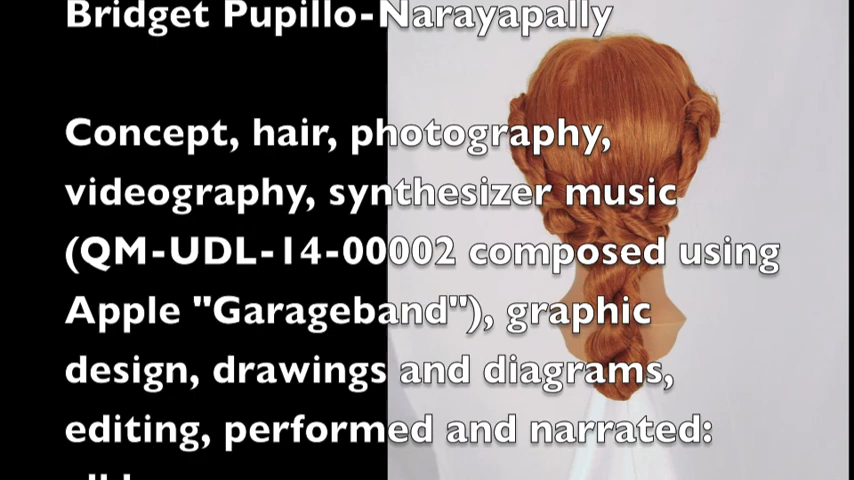 Bridget Pupillo-Narayapally
Concept, hair, photography,
videography, synthesizer music
(QM-UDL-14-00002 composed using
Apple "Garageband"), graphic
design, drawings and diagrams,
editing, performed and narrated: